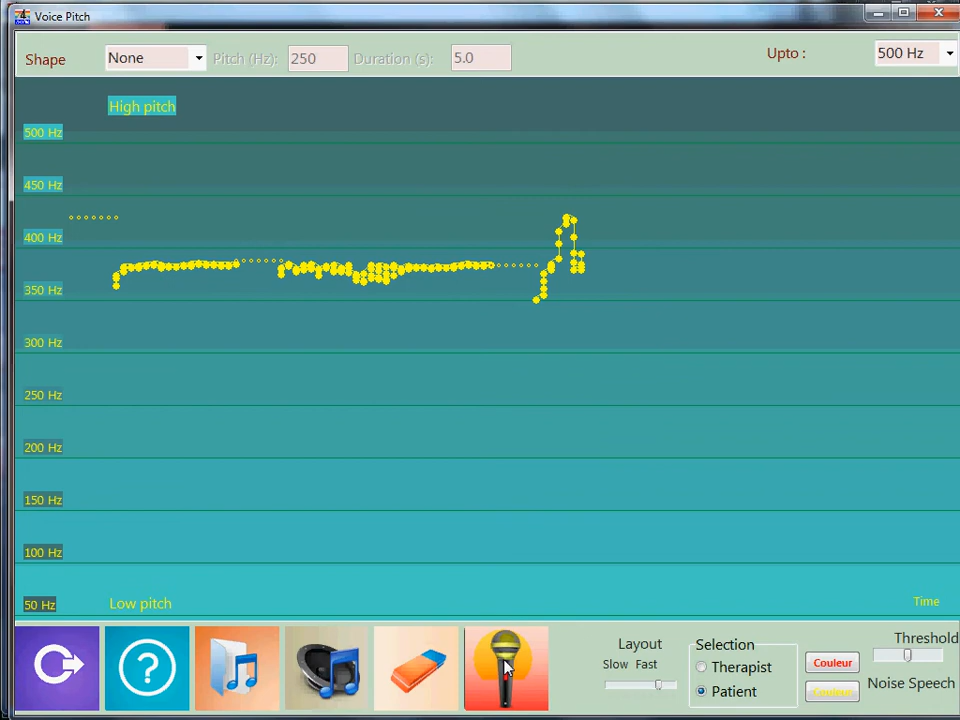 Voice Pitch
Shape
None
Pitch (Hz):
250
Duration (s):
5.0
Upto :
500 Hz
High pitch
500 Hz
450 Hz
400 Hz
350 Hz
300 Hz
250 Hz
200 Hz
150 Hz
100 Hz
50 Hz
Low pitch
Time
Layout
Slow Fast
Selection
Therapist
Patient
Couleur
Couleur
Threshold
Noise Speech